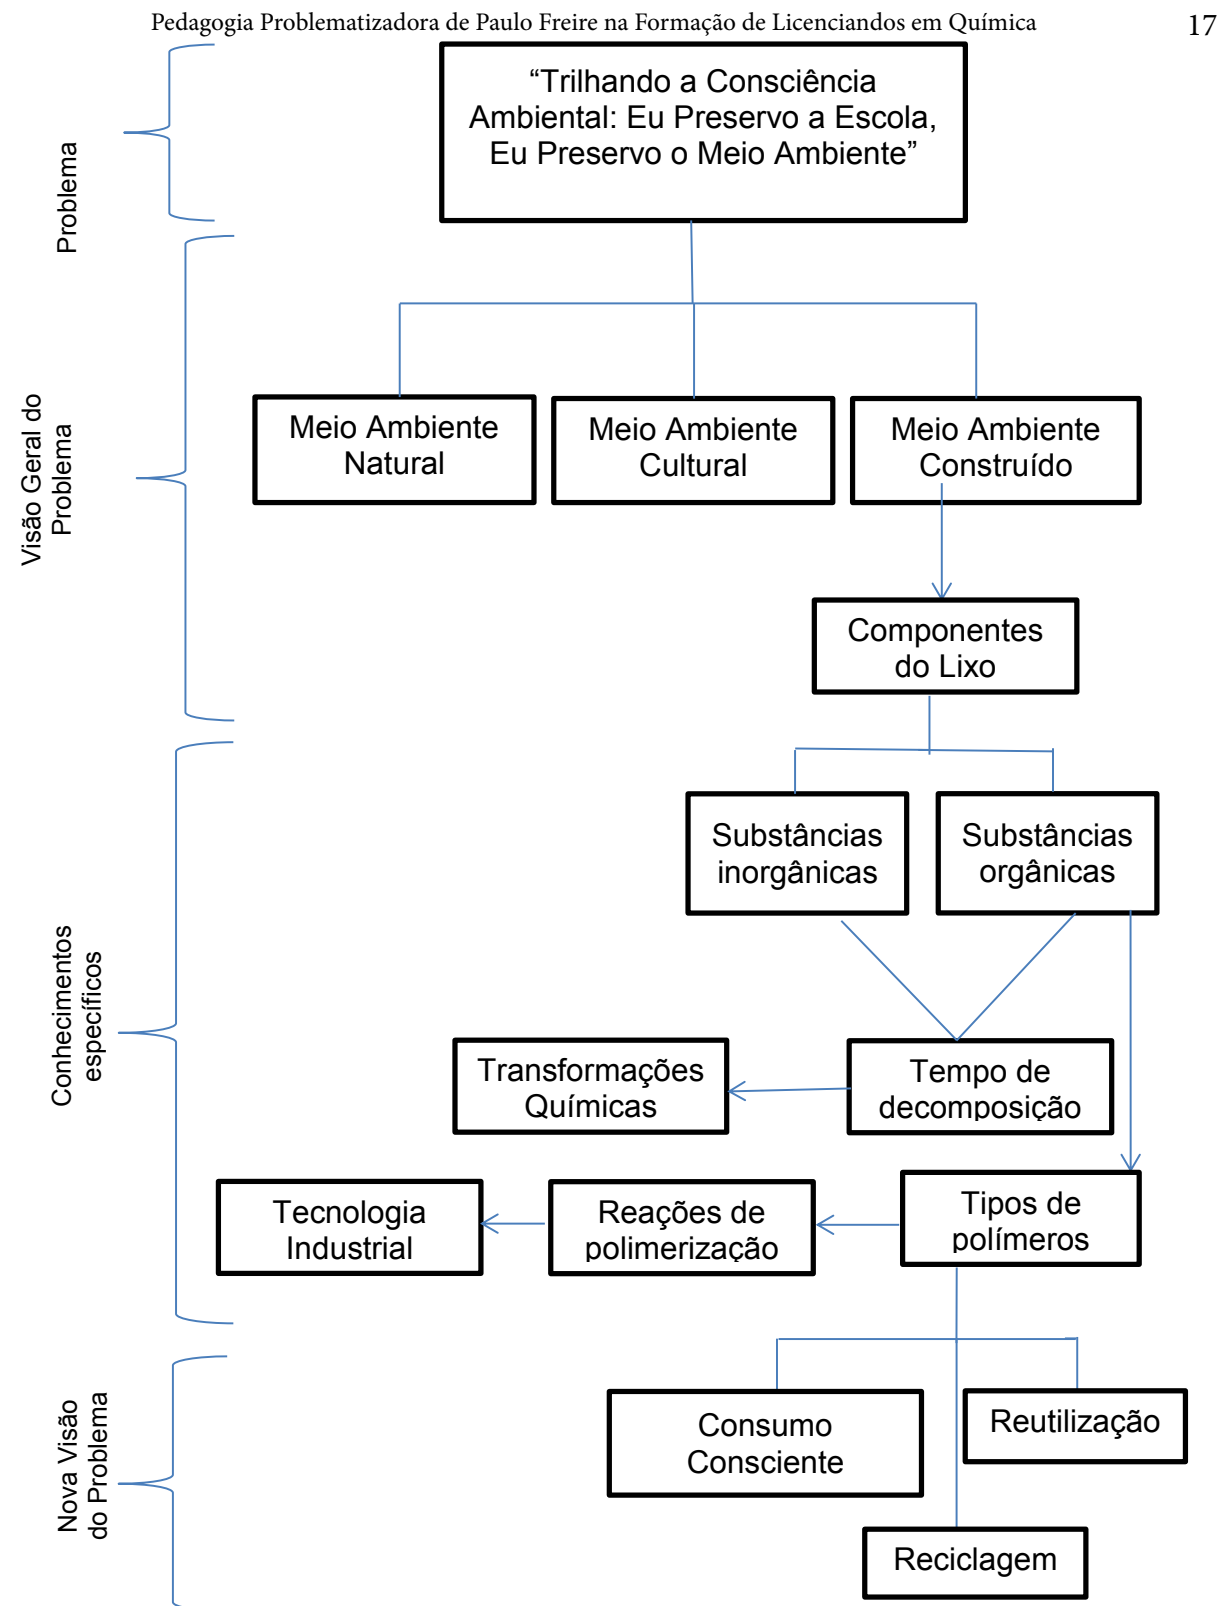 Pedagogia Problematizadora de Paulo Freire na Formação de Licenciandos em Química
17
Problema
“Trilhando a Consciência
Ambiental: Eu Preservo a Escola,
Eu Preservo o Meio Ambiente”
Visão Geral do
Problema
Meio Ambiente
Natural
Meio Ambiente
Cultural
Meio Ambiente
Construído
Componentes
do Lixo
Conhecimentos
específicos
Substâncias
inorgânicas
Substâncias
orgânicas
Transformações
Químicas
Tempo de
decomposição
Tecnologia
Industrial
Reações de
polimerização
Tipos de
polímeros
Nova Visão
do Problema
Consumo
Consciente
Reutilização
Reciclagem